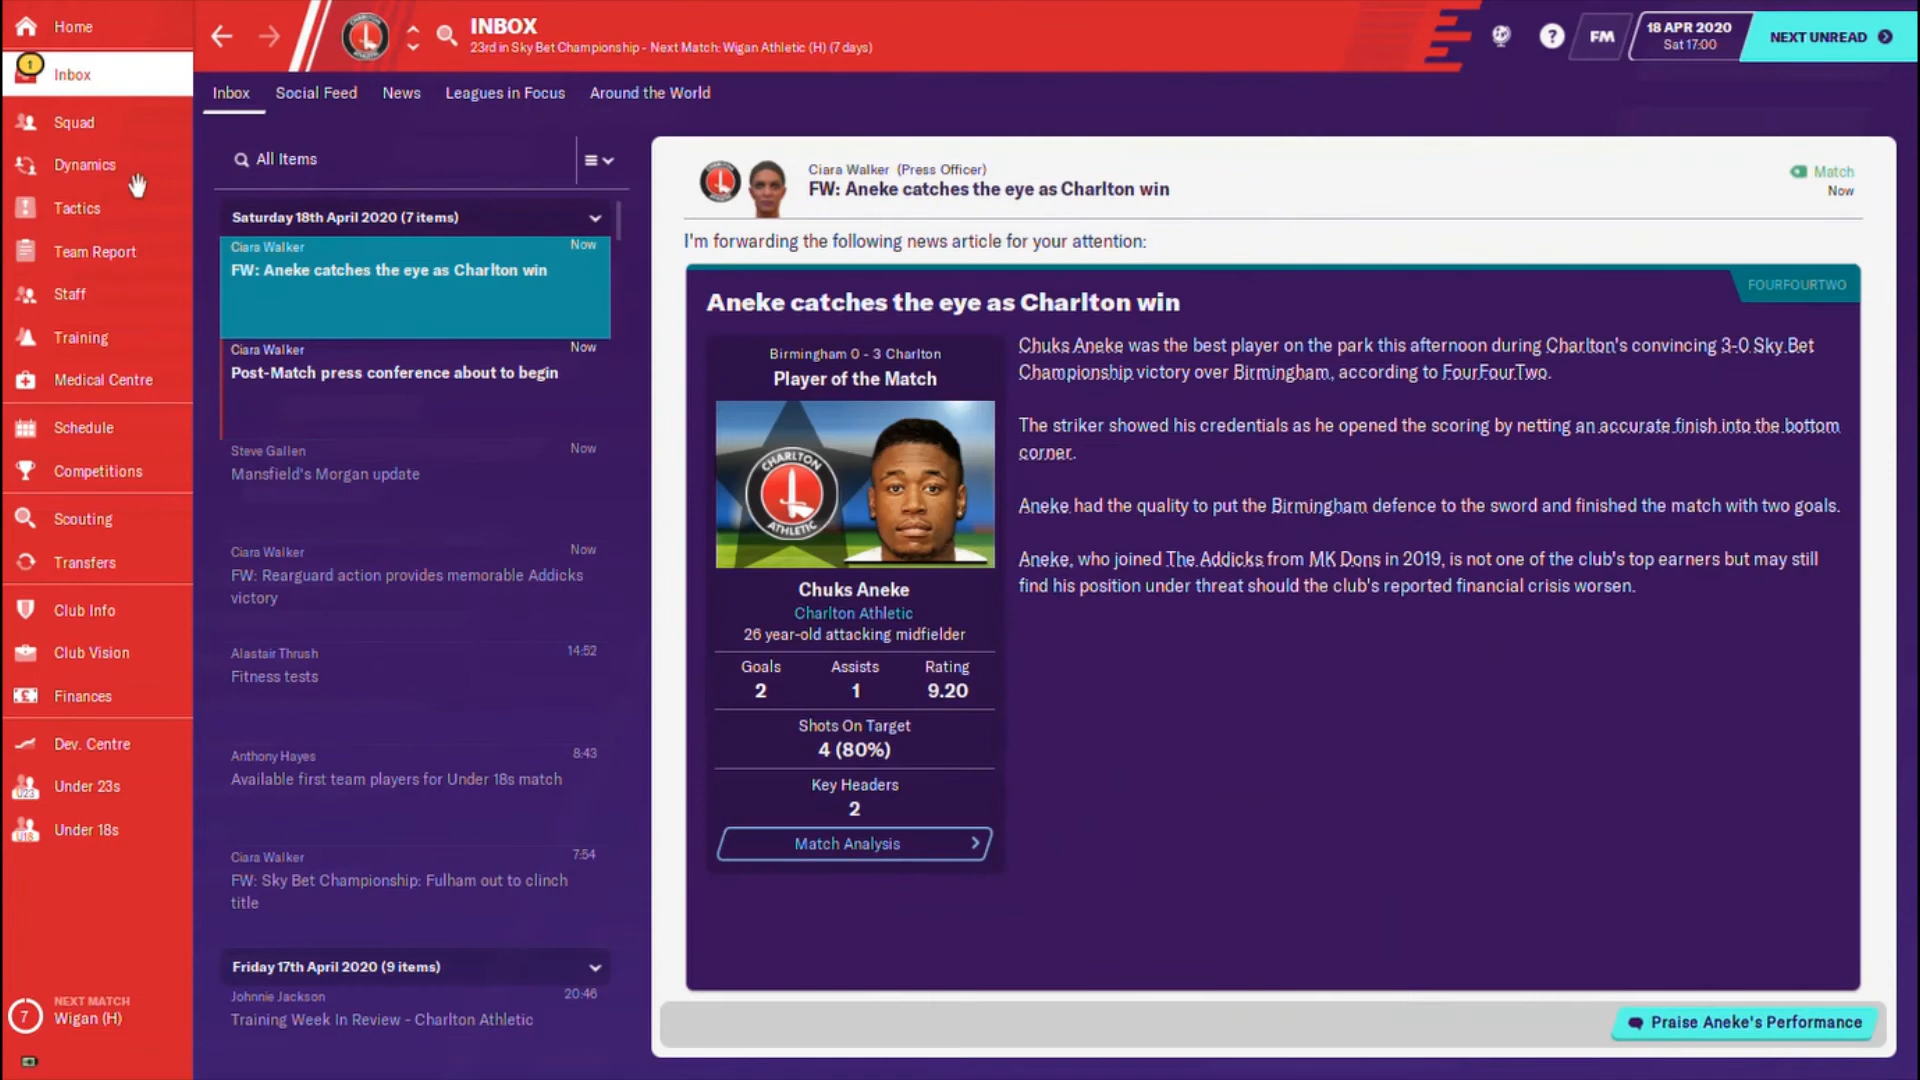 Home
1
Inbox
Squad
Dynamics
Tactics
Team Report
Staff
Training
Medical Centre
Schedule
Competitions
Scouting
Transfers
Club Info
Club Vision
Finances
Dev. Centre
U23
Under 23s
U18
Under 18s
7
NEXT MATCH
Wigan (H)
INBOX
23rd in Sky Bet Championship - Next Match: Wigan Athletic (H) (7 days)
?
FM
18 APR 2020
Sat 17:00
NEXT UNREAD
Inbox Social Feed News Leagues in Focus Around the World
All Items
Saturday 18th April 2020 (7 items)
Ciara Walker Now
FW: Aneke catches the eye as Charlton win
Ciara Walker Now
Post-Match press conference about to begin
Steve Gallen Now
Mansfield's Morgan update
Ciara Walker Now
FW: Rearguard action provides memorable Addicks
victory
Alastair Thrush 14:52
Fitness tests
Anthony Hayes 8:43
Available first team players for Under 18s match
Ciara Walker 7:54
FW: Sky Bet Championship: Fulham out to clinch
title
Friday 17th April 2020 (9 items)
Johnnie Jackson 20:46
Training Week In Review - Charlton Athletic
Ciara Walker (Press Officer)
FW: Aneke catches the eye as Charlton win
Match
Now
I'm forwarding the following news article for your attention:
FOURFOURTWO
Aneke catches the eye as Charlton win
Birmingham 0 - 3 Charlton
Player of the Match
CHARLTON
ATHLETIC
Chuks Aneke
Charlton Athletic
26 year-old attacking midfielder
Goals Assists Rating
2 1 9.20
Shots On Target
4 (80%)
Key Headers
2
Match Analysis
Chuks Aneke was the best player on the park this afternoon during Charlton's convincing 3-0 Sky Bet
Championship victory over Birmingham, according to FourFourTwo.
The striker showed his credentials as he opened the scoring by netting an accurate finish into the bottom
corner.
Aneke had the quality to put the Birmingham defence to the sword and finished the match with two goals.
Aneke, who joined The Addicks from MK Dons in 2019, is not one of the club's top earners but may still
find his position under threat should the club's reported financial crisis worsen.
Praise Aneke's Performance